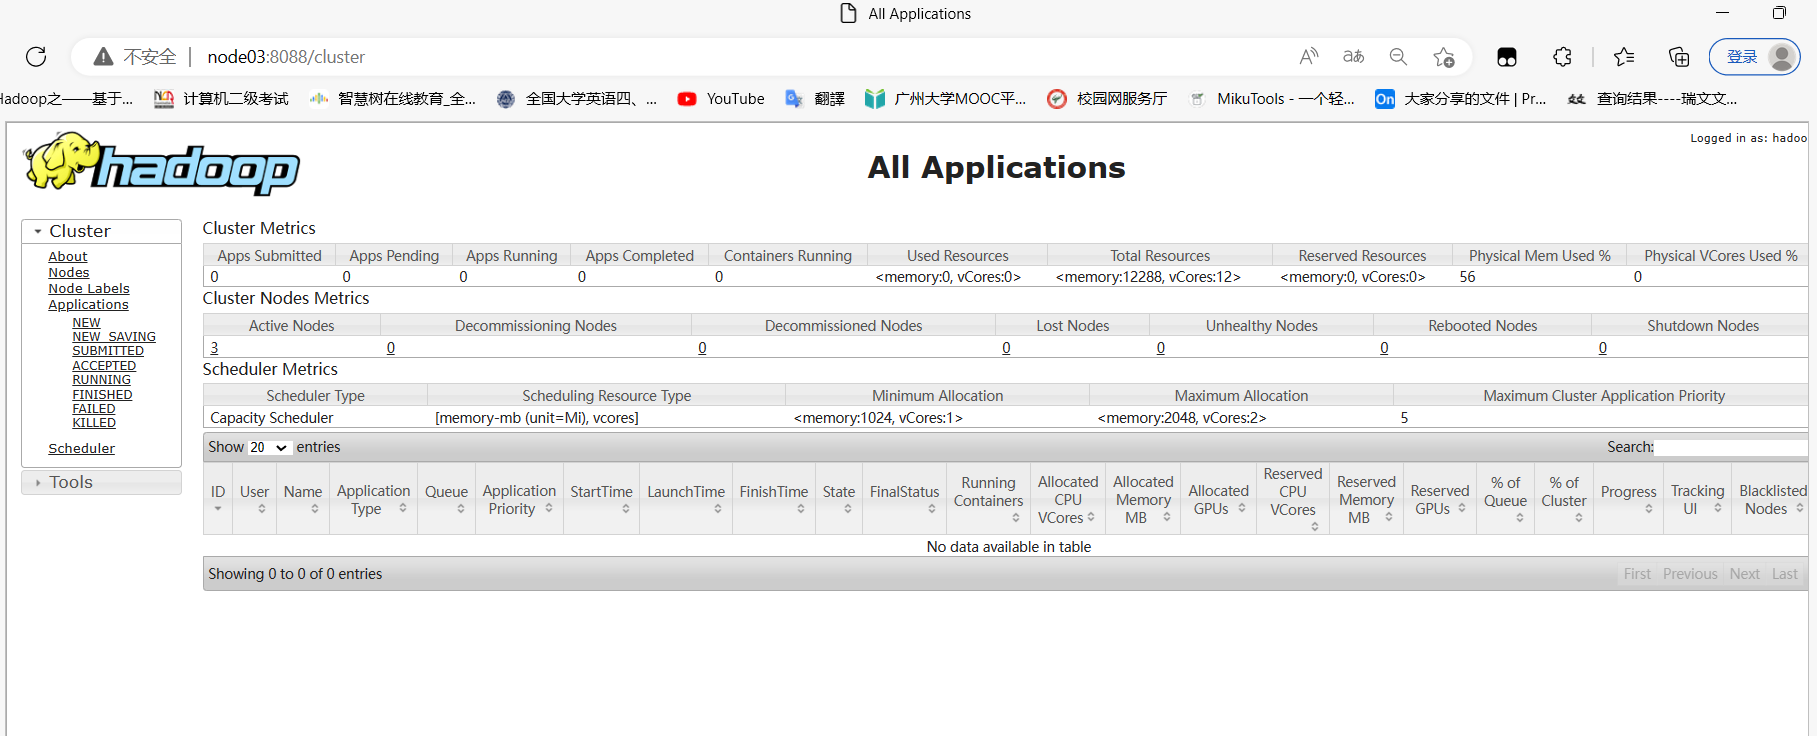 All Applications
不安全 node03:8088/cluster A aあ 登录
Hadoop之——基于... 计算机二级考试 智慧树在线教育_全... 全国大学英语四、... YouTube 翻譯 广州大学MOOC平... 校园网服务厅 MikuTools - 一个轻... On 大家分享的文件 | Pr... 查询结果----瑞文文...
Logged in as: hadoo
hadoop
All Applications
Cluster
About
Nodes
Node Labels
Applications
NEW
NEW_SAVING
SUBMITTED
ACCEPTED
RUNNING
FINISHED
FAILED
KILLED
Scheduler
Tools
Cluster Metrics
Apps Submitted Apps Pending Apps Running Apps Completed Containers Running Used Resources Total Resources Reserved Resources Physical Mem Used % Physical VCores Used %
0 0 0 0 0 <memory:0, vCores:0> <memory:12288, vCores:12> <memory:0, vCores:0> 56 0
Cluster Nodes Metrics
Active Nodes Decommissioning Nodes Decommissioned Nodes Lost Nodes Unhealthy Nodes Rebooted Nodes Shutdown Nodes
3 0 0 0 0 0 0
Scheduler Metrics
Scheduler Type Scheduling Resource Type Minimum Allocation Maximum Allocation Maximum Cluster Application Priority
Capacity Scheduler [memory-mb (unit=Mi), vcores] <memory:1024, vCores:1> <memory:2048, vCores:2> 5
Show 20 entries Search:
ID User Name Application Type Queue Application Priority StartTime LaunchTime FinishTime State FinalStatus Running Containers Allocated CPU VCores Allocated Memory MB Allocated GPUs Reserved CPU VCores Reserved Memory MB Reserved GPUs % of Queue % of Cluster Progress Tracking UI Blacklisted Nodes
No data available in table
Showing 0 to 0 of 0 entries First Previous Next Last